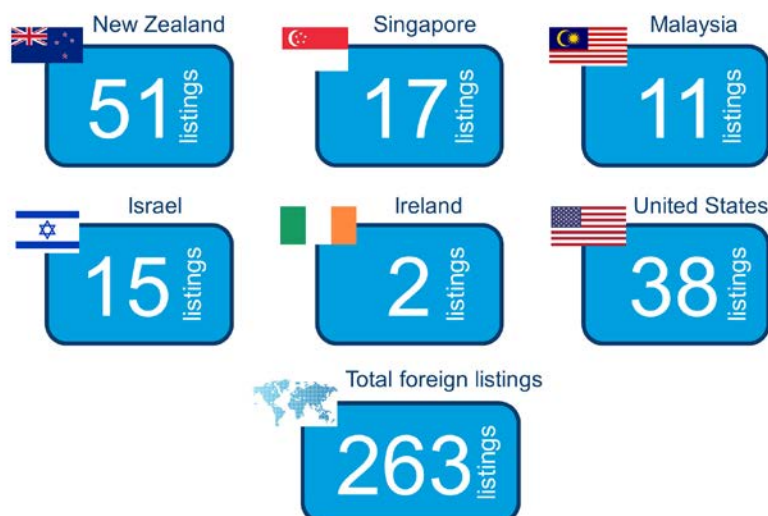 New Zealand
51 listings
Singapore
17 listings
Malaysia
11 listings
Israel
15 listings
Ireland
2 listings
United States
38 listings
Total foreign listings
263 listings